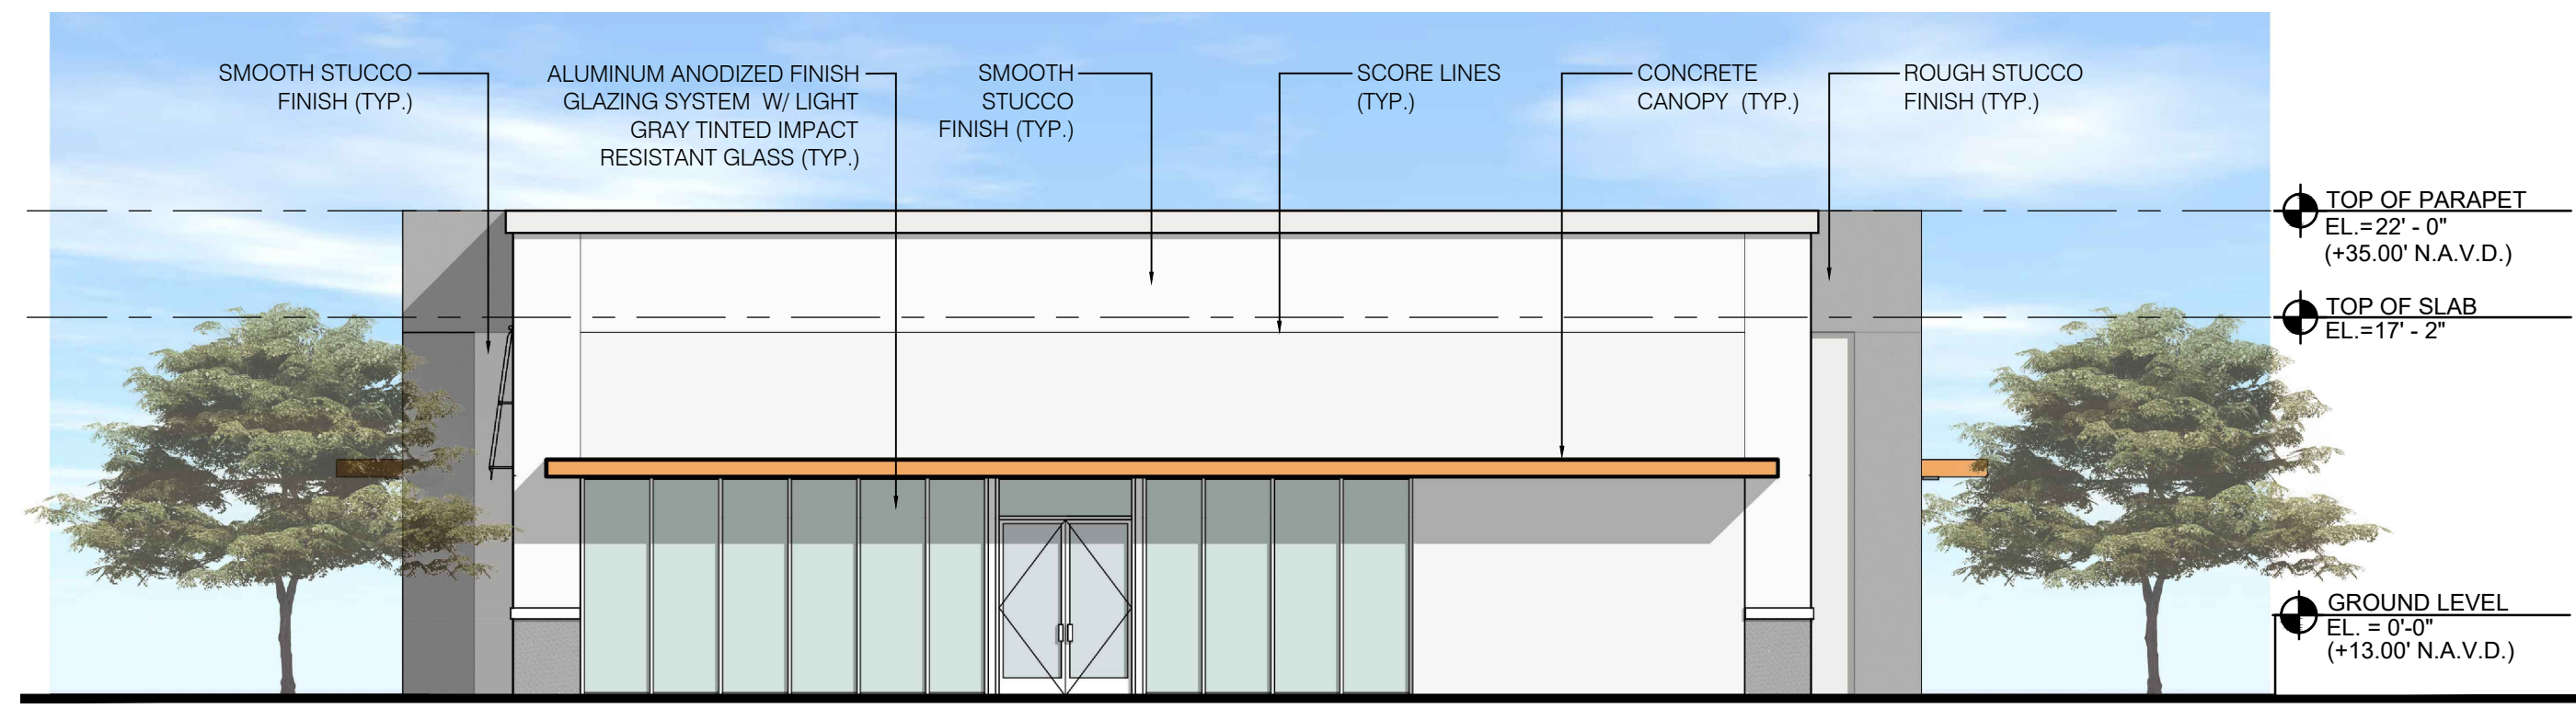 SMOOTH STUCCO
FINISH (TYP.)
ALUMINUM ANODIZED FINISH
GLAZING SYSTEM W/ LIGHT
GRAY TINTED IMPACT
RESISTANT GLASS (TYP.)
SMOOTH
STUCCO
FINISH (TYP.)
SCORE LINES
(TYP.)
CONCRETE
CANOPY (TYP.)
ROUGH STUCCO
FINISH (TYP.)
TOP OF PARAPET
EL.=22' - 0"
(+35.00' N.A.V.D.)
TOP OF SLAB
EL.=17' - 2"
GROUND LEVEL
EL. = 0'-0"
(+13.00' N.A.V.D.)